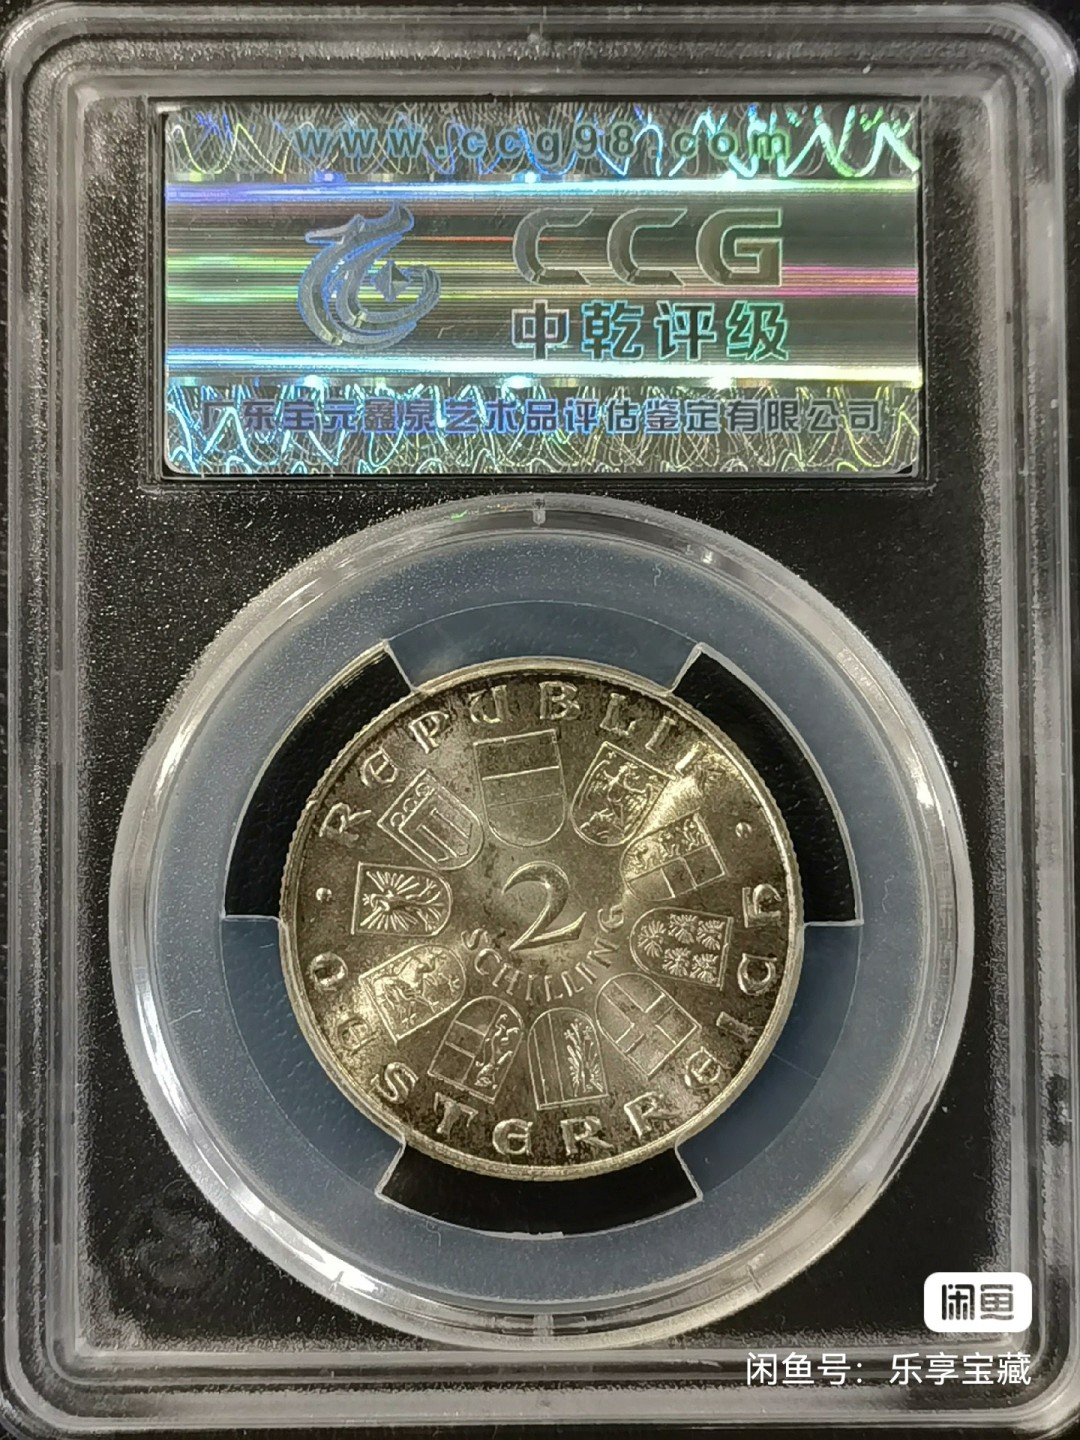 www.ccg98.com
CCG
中乾评级
广东宝元鑫泉艺术品评估鉴定有限公司
REPUBLIK
OESTERREICH
2
SCHILLING
闲鱼
闲鱼号：乐享宝藏